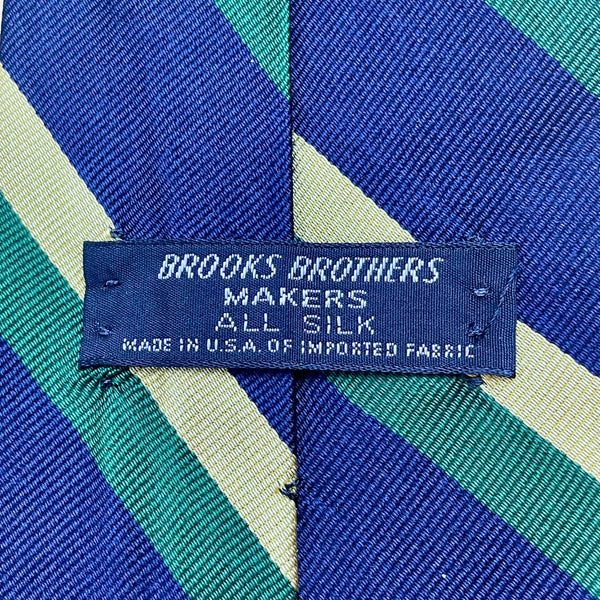 BROOKS BROTHERS
MAKERS
ALL SILK
MADE IN U.S.A. OF IMPORTED FABRIC